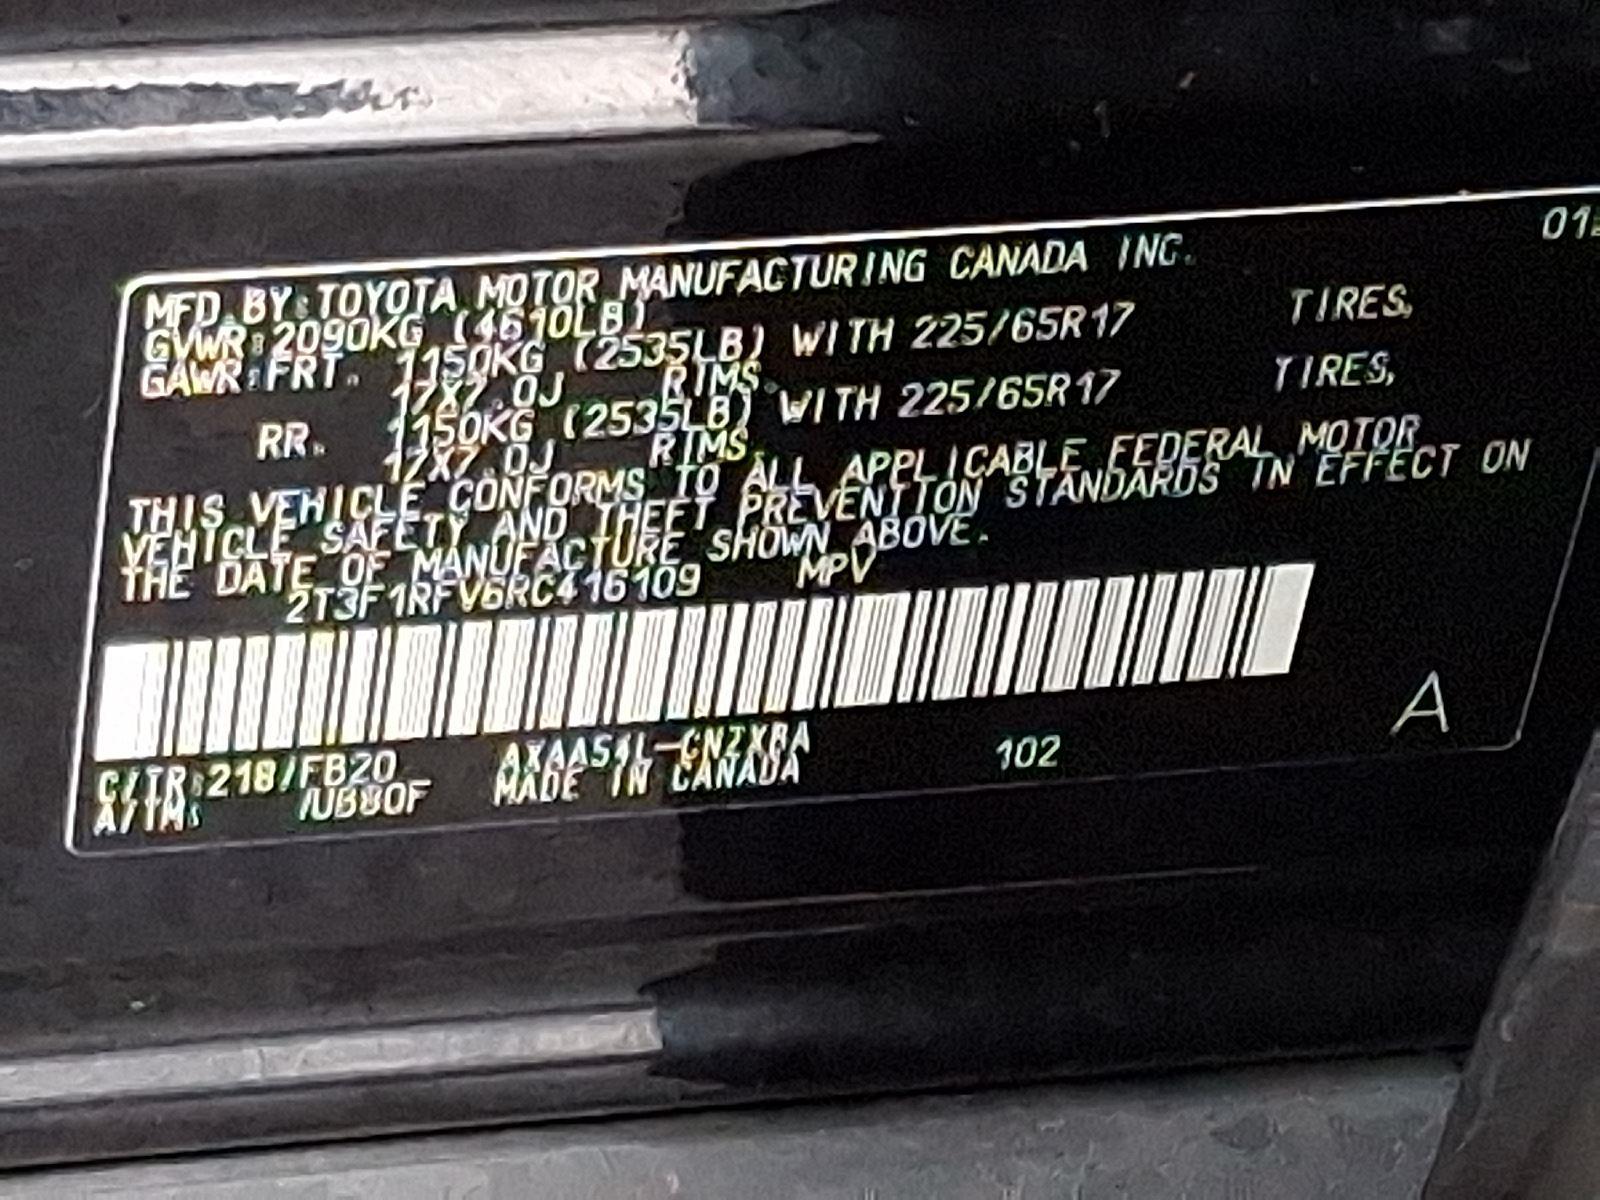 MFD.BY:TOYOTA MOTOR MANUFACTURING CANADA INC. 01
GVWR:2090KG (4610LB)
GAWR:FRT. 1150KG (2535LB) WITH 225/65R17 TIRES,
17X7.0J RIMS.
RR. 1150KG (2535LB) WITH 225/65R17 TIRES,
17X7.0J RIMS.
THIS VEHICLE CONFORMS TO ALL APPLICABLE FEDERAL MOTOR
VEHICLE SAFETY AND THEFT PREVENTION STANDARDS IN EFFECT ON
THE DATE OF MANUFACTURE SHOWN ABOVE.
2T3F1RFV6RC416109 MPV
C/TR:218/FB20 AXAA54L-CNZXBA 102 A
A/TM: /UB80F MADE IN CANADA